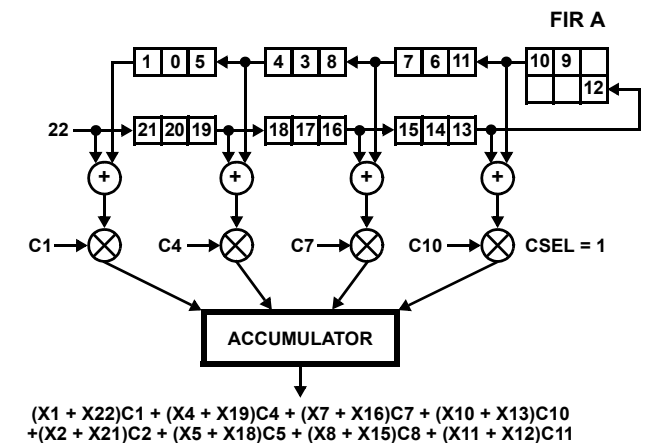 FIR A
1 0 5 4 3 8 7 6 11 10 9
12
22 21 20 19 18 17 16 15 14 13
+ + + +
C1 C4 C7 C10 CSEL = 1
ACCUMULATOR
(X1 + X22)C1 + (X4 + X19)C4 + (X7 + X16)C7 + (X10 + X13)C10
+(X2 + X21)C2 + (X5 + X18)C5 + (X8 + X15)C8 + (X11 + X12)C11